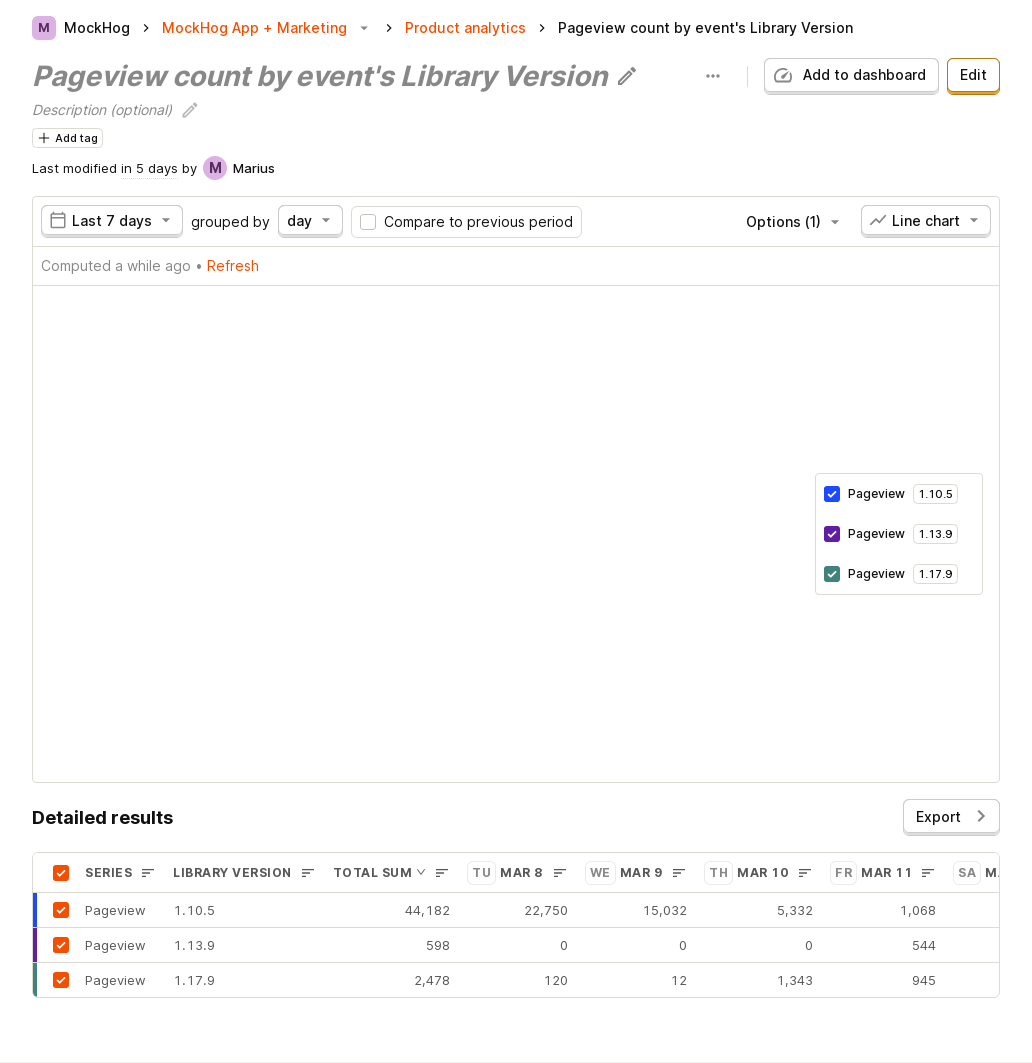 M MockHog > MockHog App + Marketing > Product analytics > Pageview count by event's Library Version
Pageview count by event's Library Version
Add to dashboard
Edit
Description (optional)
Add tag
Last modified in 5 days by M Marius
Last 7 days grouped by day Compare to previous period Options (1) Line chart
Computed a while ago • Refresh
Pageview 1.10.5
Pageview 1.13.9
Pageview 1.17.9
Detailed results
Export
SERIES LIBRARY VERSION TOTAL SUM TU MAR 8 WE MAR 9 TH MAR 10 FR MAR 11 SA
Pageview 1.10.5 44,182 22,750 15,032 5,332 1,068
Pageview 1.13.9 598 0 0 0 544
Pageview 1.17.9 2,478 120 12 1,343 945